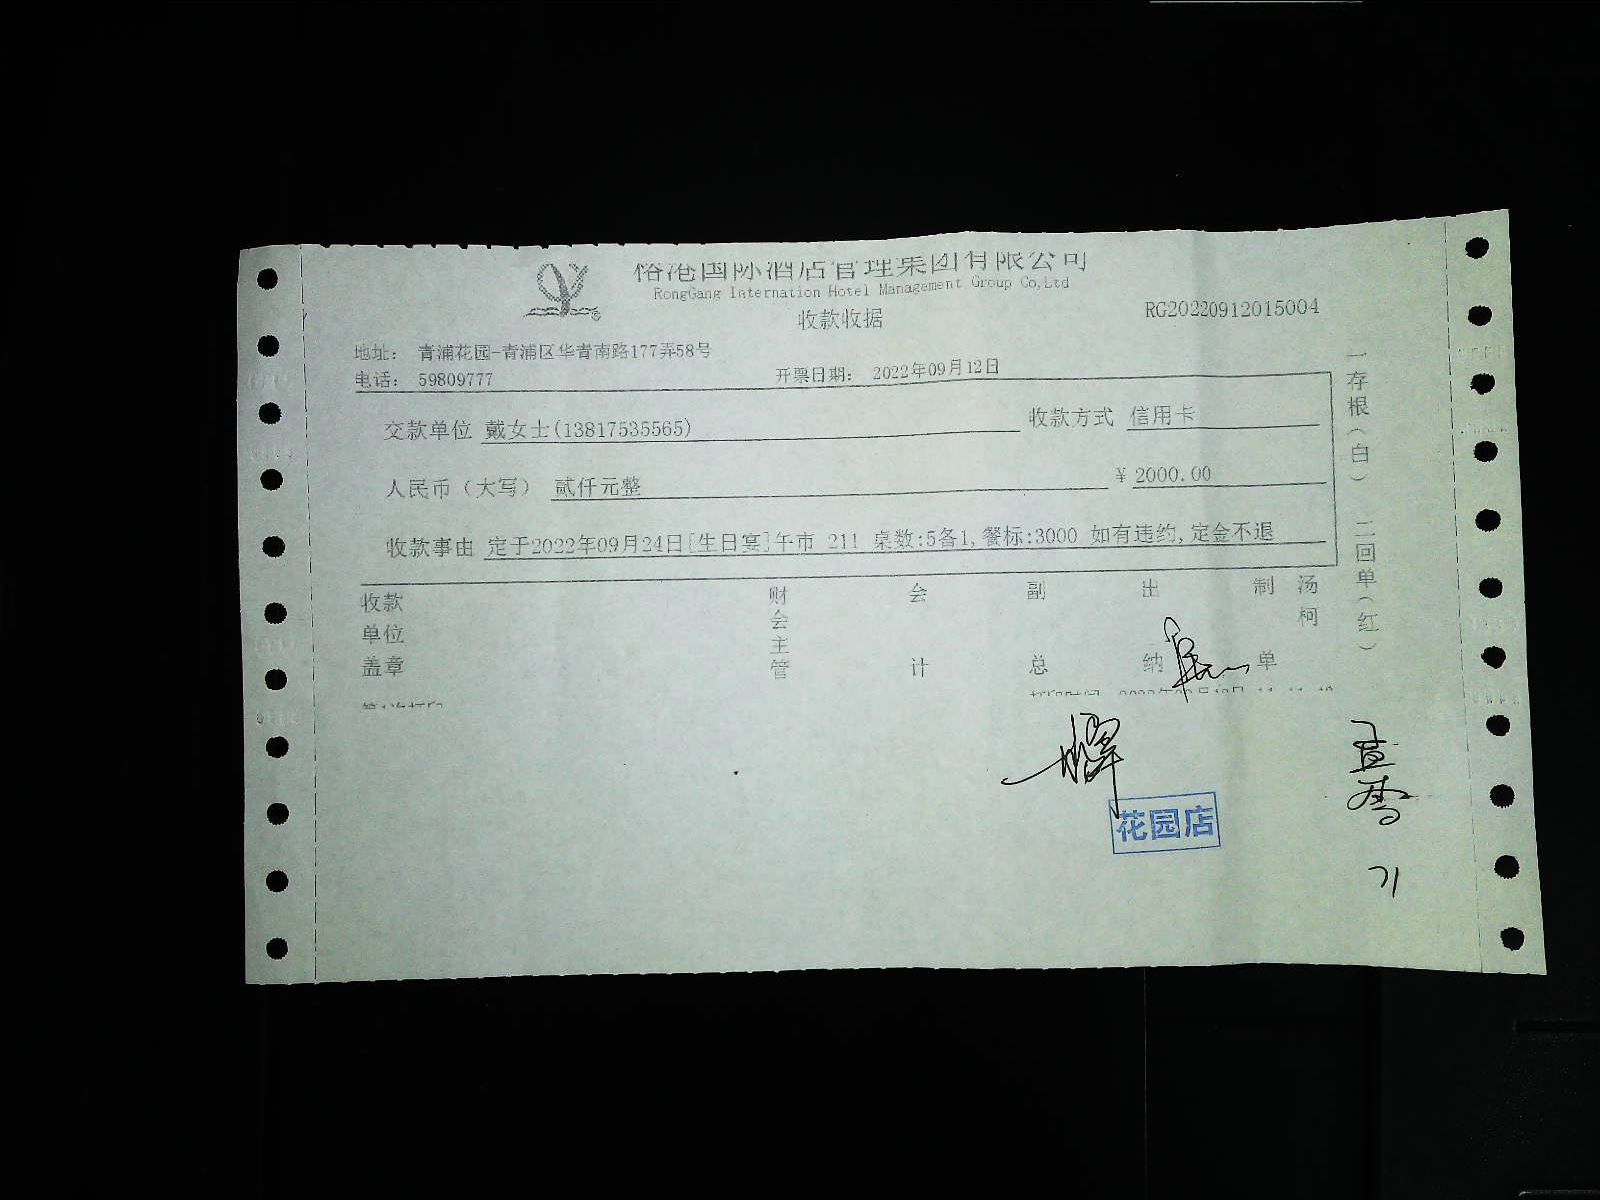 榕港国际酒店管理集团有限公司
RongGang Internation Hotel Management Group Co,Ltd
收款收据
RG20220912015004
地址： 青浦花园-青浦区华青南路177弄58号
电话： 59809777
开票日期： 2022年09月12日
交款单位 戴女士(13817535565)
收款方式 信用卡
人民币（大写） 贰仟元整
¥ 2000.00
收款事由 定于2022年09月24日[生日宴]午市 211 桌数:5各1,餐标:3000 如有违约,定金不退
收款单位盖章
财会主管
会计
副总
出纳
制单
汤柯
一存根（白） 二回单（红）
花园店